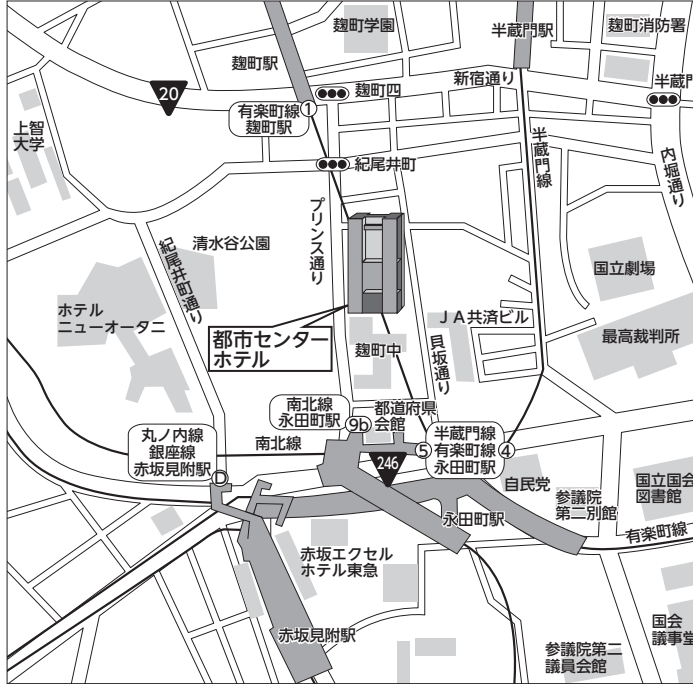 麹町学園
半蔵門駅
麹町消防署
麹町駅
新宿通り
20
麹町四
有楽町線
麹町駅
1
上智
大学
紀尾井町
半蔵門線
内堀通り
プリンス通り
清水谷公園
紀尾井町通り
国立劇場
ホテル
ニューオータニ
JA共済ビル
最高裁判所
都市センター
ホテル
麹町中
貝坂通り
南北線
永田町駅
9b
都道府県
会館
丸ノ内線
銀座線
赤坂見附駅
D
南北線
5
半蔵門線
有楽町線
永田町駅
4
246
自民党
国立国会
図書館
参議院
第二別館
永田町駅
有楽町線
赤坂エクセル
ホテル東急
赤坂見附駅
国会
議事堂
参議院第二
議員会館